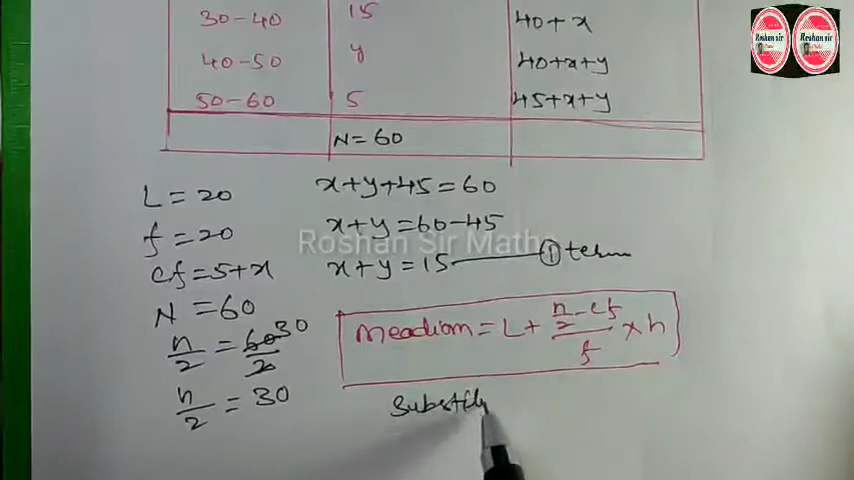 30-40 15 40+x
40-50 y 40+x+y
50-60 5 45+x+y
N=60
L=20 x+y+45=60
f=20 x+y=60-45
cf=5+x x+y=15 ① term
N=60
n/2=60/2 30 Meadian=L+(n/2-cf)/f×h
n/2=30 Substitu
Roshan Sir Maths
Roshan sir Roshan sir